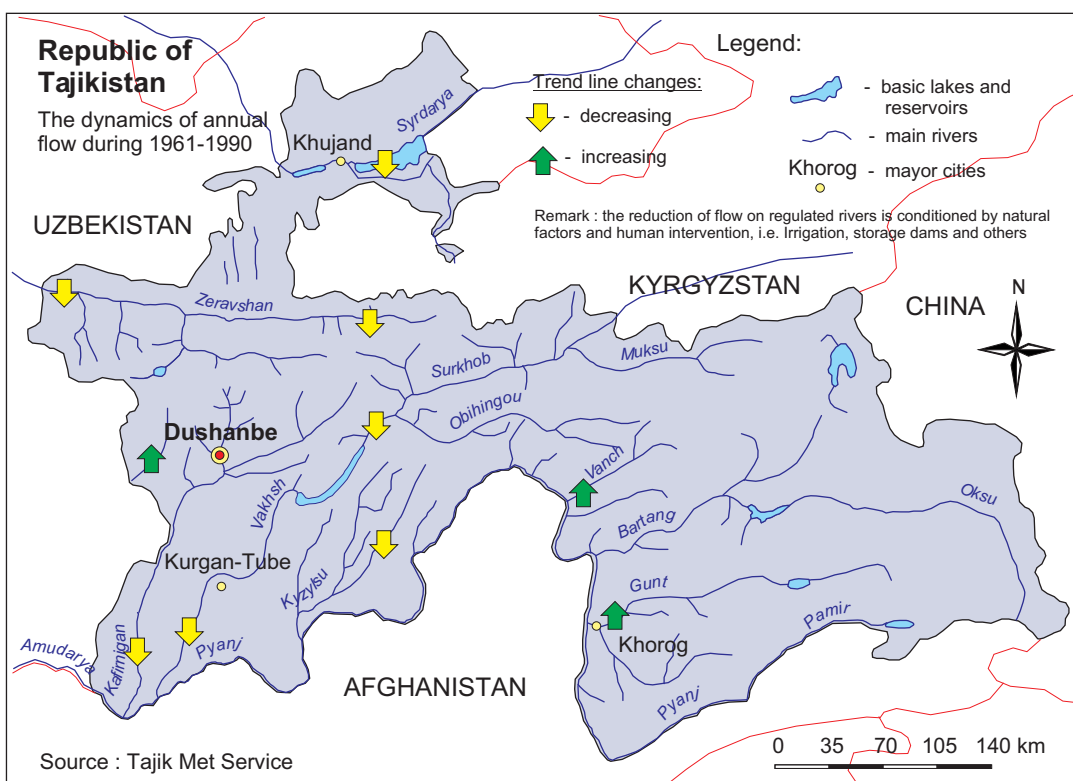 Republic of
Tajikistan
The dynamics of annual
flow during 1961-1990
Legend:
Trend line changes:
- decreasing
- increasing
- basic lakes and
reservoirs
- main rivers
Khorog - mayor cities
Remark : the reduction of flow on regulated rivers is conditioned by natural
factors and human intervention, i.e. Irrigation, storage dams and others
Syrdarya
Khujand
UZBEKISTAN
KYRGYZSTAN
CHINA
N
Zeravshan
Surkhob
Muksu
Obihingou
Dushanbe
Vakhsh
Vanch
Oksu
Bartang
Kurgan-Tube
Kyzylsu
Gunt
Pamir
Khorog
Amudarya
Kafirnigan
Pyanj
AFGHANISTAN
Pyanj
Source : Tajik Met Service
0 35 70 105 140 km